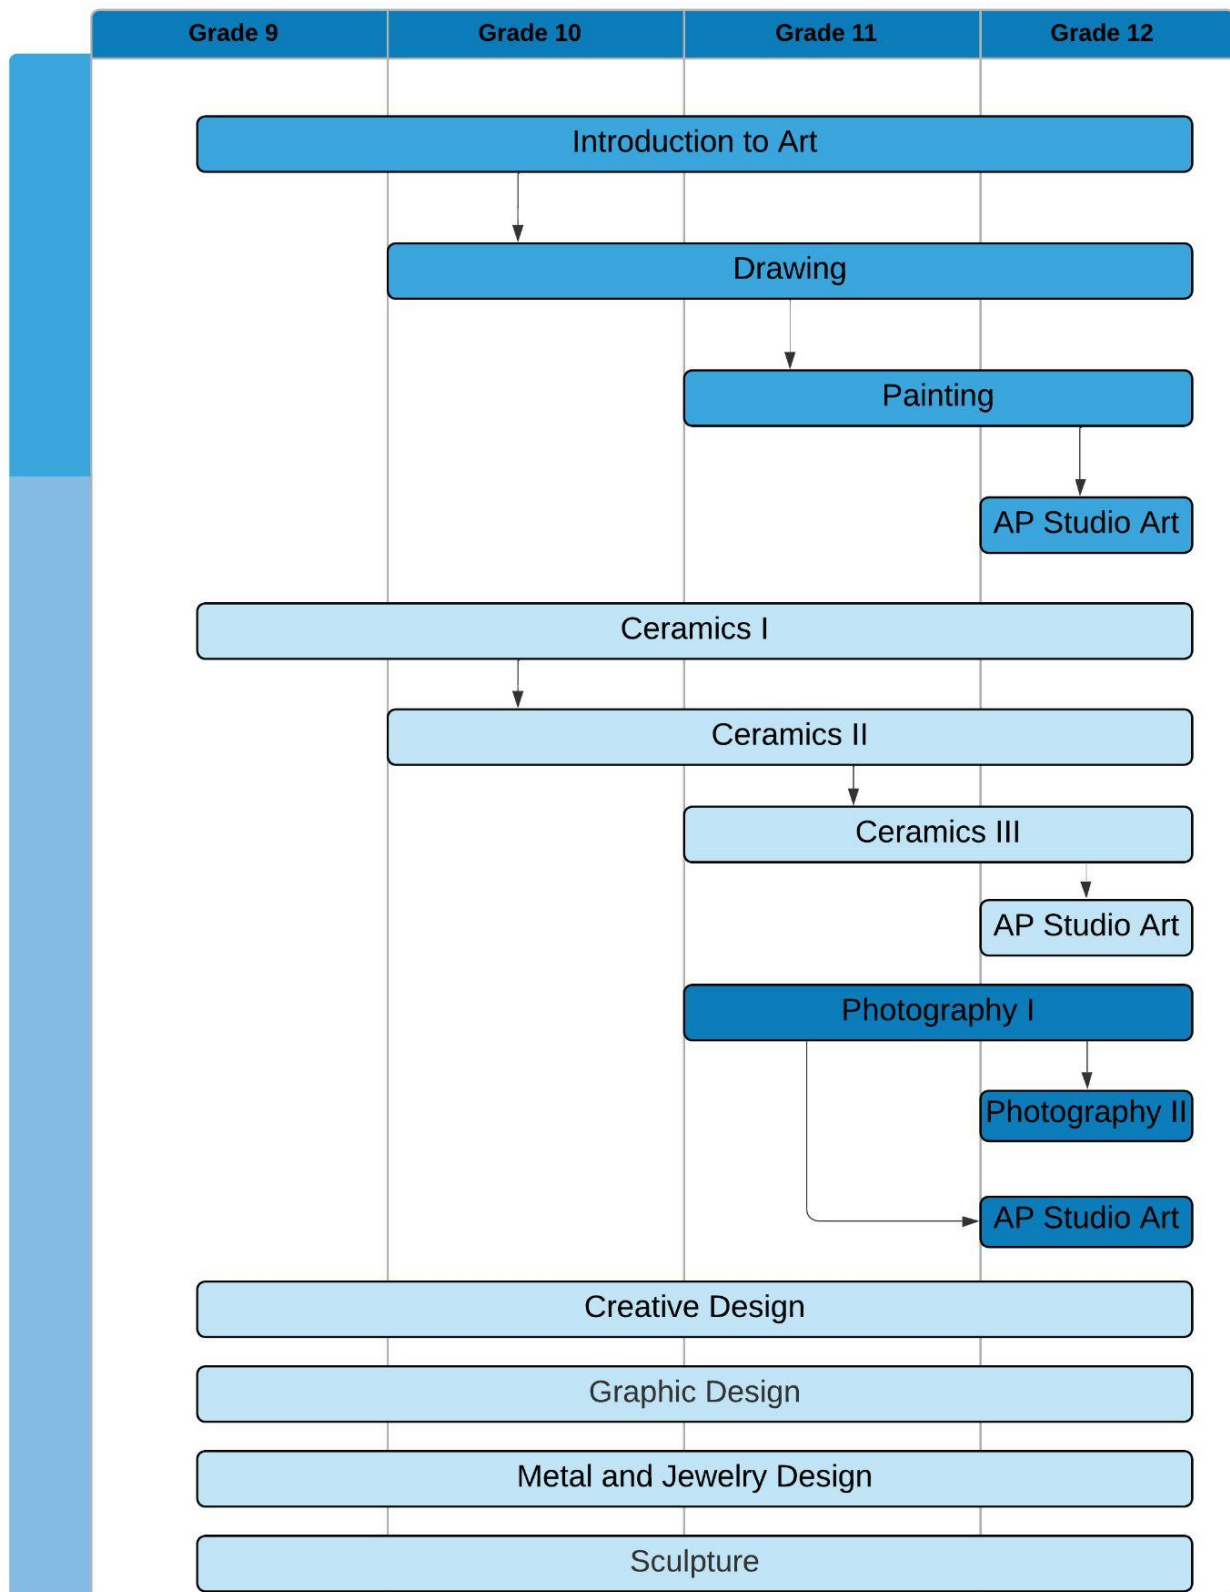 Grade 9 Grade 10 Grade 11 Grade 12
Introduction to Art
Drawing
Painting
AP Studio Art
Ceramics I
Ceramics II
Ceramics III
AP Studio Art
Photography I
Photography II
AP Studio Art
Creative Design
Graphic Design
Metal and Jewelry Design
Sculpture